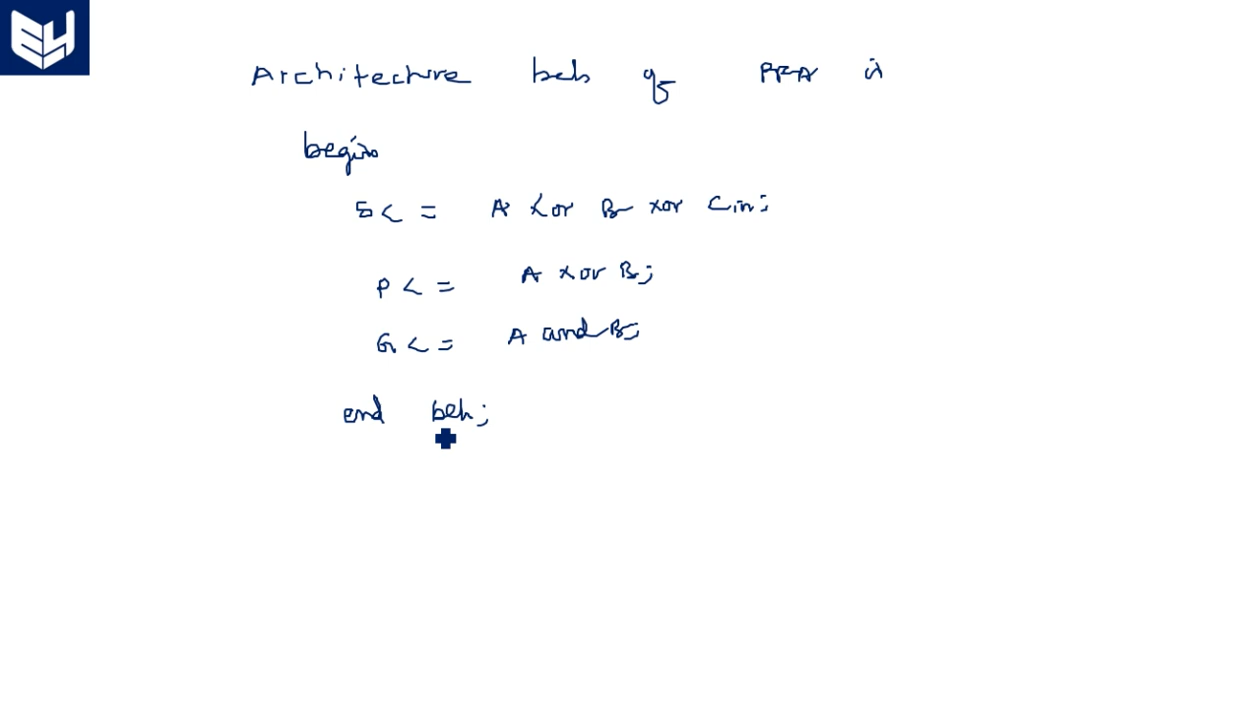 Architecture beh of PFA is
begin
S <= A Xor B xor Cin;
P <= A xor B;
G <= A and B;
end beh;